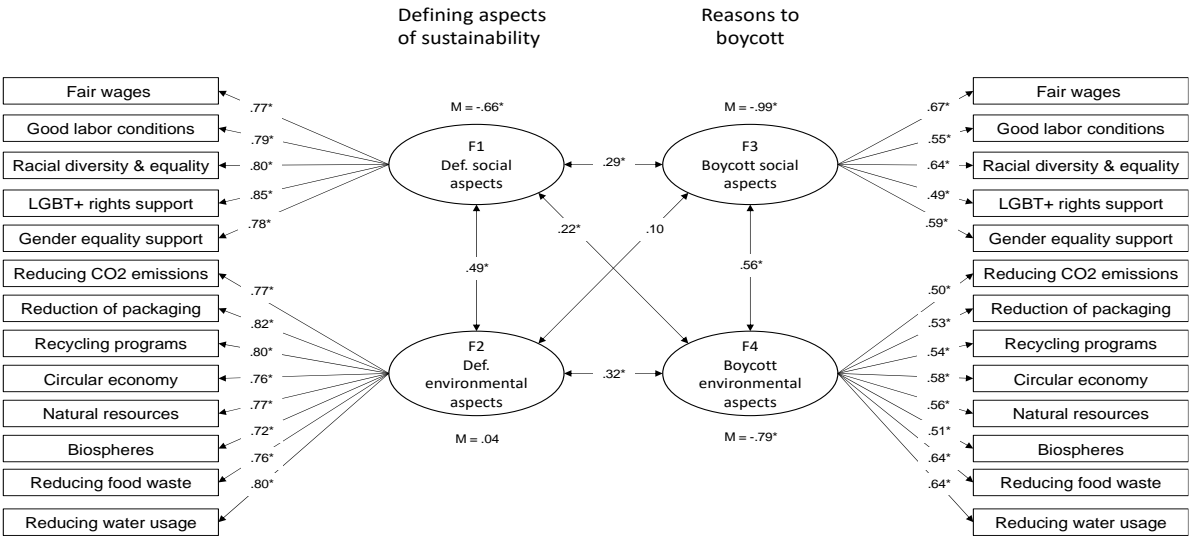 Defining aspects
of sustainability
Reasons to
boycott
Fair wages
Good labor conditions
Racial diversity & equality
LGBT+ rights support
Gender equality support
Reducing CO2 emissions
Reduction of packaging
Recycling programs
Circular economy
Natural resources
Biospheres
Reducing food waste
Reducing water usage
.77*
.79*
.80*
.85*
.78*
.77*
.82*
.80*
.76*
.77*
.72*
.76*
.80*
M = -.66*
F1
Def. social
aspects
.49*
F2
Def.
environmental
aspects
M = .04
.29*
.22*
.10
.32*
M = -.99*
F3
Boycott social
aspects
.56*
F4
Boycott
environmental
aspects
M = -.79*
.67*
.55*
.64*
.49*
.59*
.50*
.53*
.54*
.58*
.56*
.51*
.64*
.64*
Fair wages
Good labor conditions
Racial diversity & equality
LGBT+ rights support
Gender equality support
Reducing CO2 emissions
Reduction of packaging
Recycling programs
Circular economy
Natural resources
Biospheres
Reducing food waste
Reducing water usage